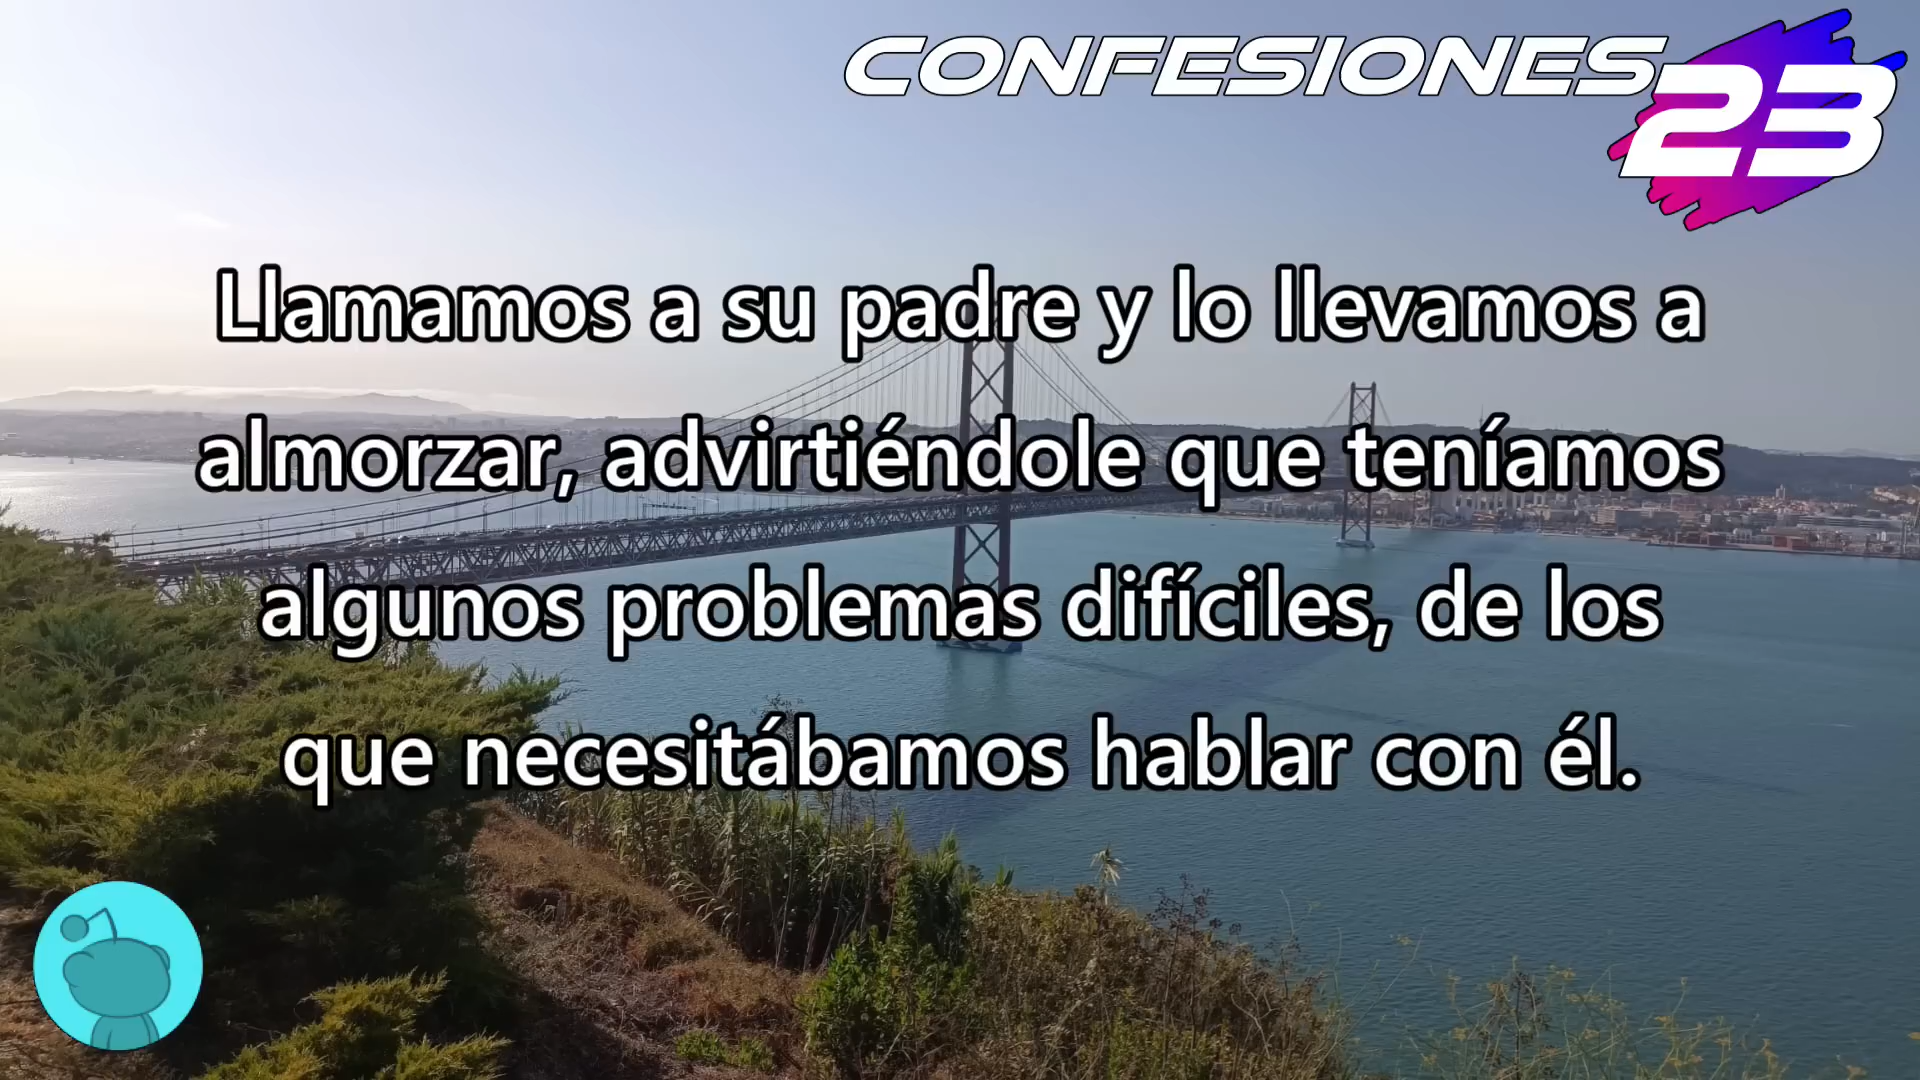 CONFESIONES
23
Llamamos a su padre y lo llevamos a
almorzar, advirtiéndole que teníamos
algunos problemas difíciles, de los
que necesitábamos hablar con él.